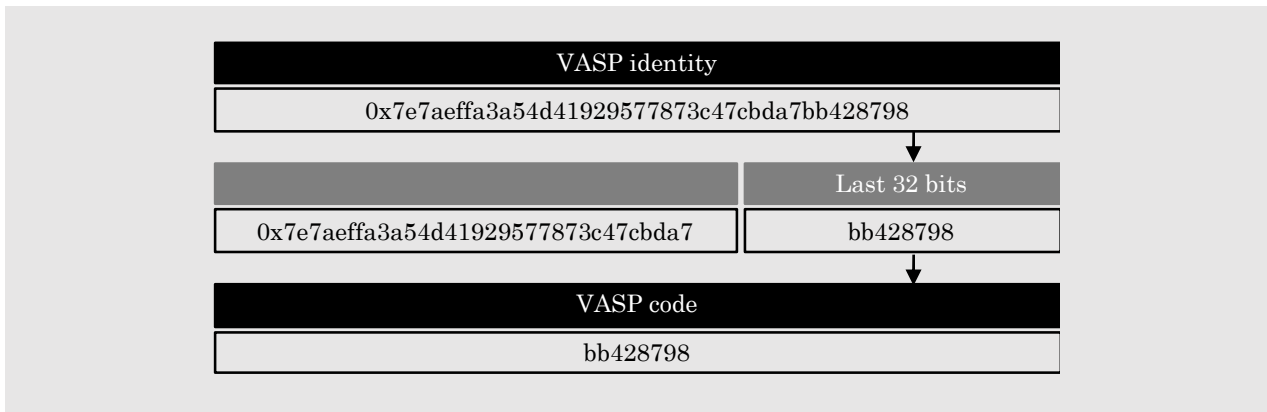 VASP identity
0x7e7aeffa3a54d41929577873c47cbda7bb428798
Last 32 bits
0x7e7aeffa3a54d41929577873c47cbda7 bb428798
VASP code
bb428798